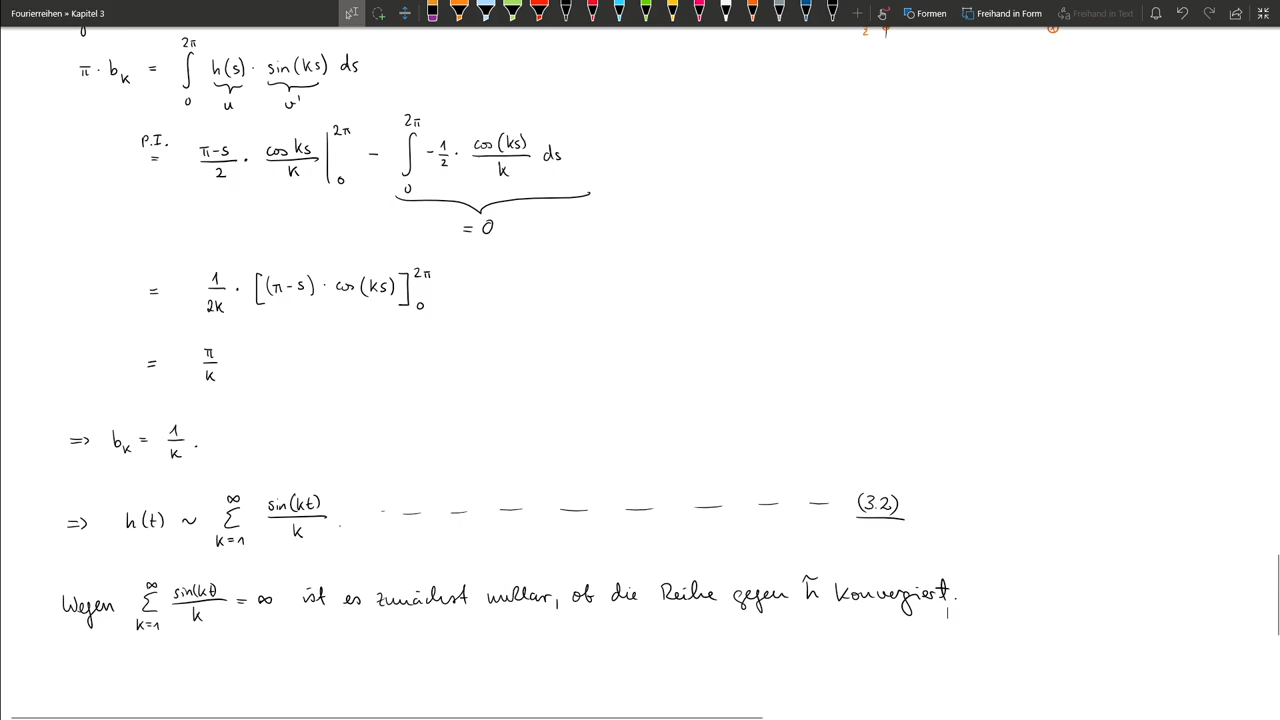 Fourierreihen » Kapitel 3
Formen Freihand in Form Freihand in Text
π · b_k = ∫_0^{2π} h(s) · sin(ks) ds
u v'
P.I. = (π-s)/2 · cos ks/k |_0^{2π} - ∫_0^{2π} -1/2 · cos(ks)/k ds
= 0
= 1/2k · [(π-s) · cos(ks)]_0^{2π}
= π/k
=> b_k = 1/k .
=> h(t) ~ ∑_{k=1}^∞ sin(kt)/k . - - - - - - - - - (3.2)
Wegen ∑_{k=1}^∞ sin(kt)/k = ∞ ist es zunächst unklar, ob die Reihe gegen h̃ konvergiert.